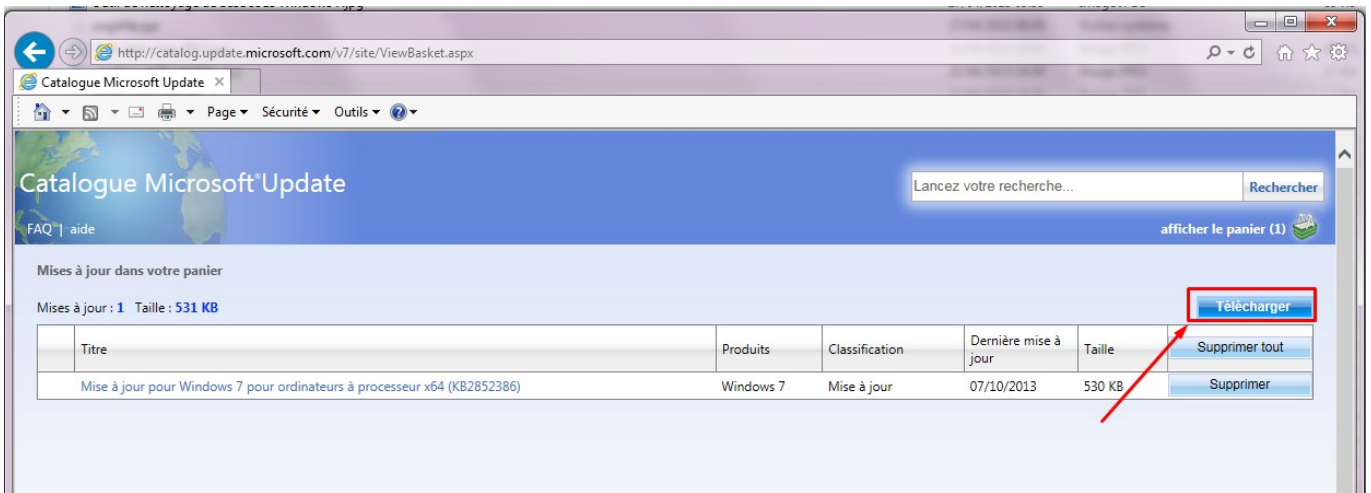 http://catalog.update.microsoft.com/v7/site/ViewBasket.aspx
Catalogue Microsoft Update
Page Sécurité Outils
Catalogue Microsoft® Update
Lancez votre recherche... Rechercher
FAQ | aide afficher le panier (1)
Mises à jour dans votre panier
Mises à jour : 1 Taille : 531 KB Télécharger
Titre Produits Classification Dernière mise à jour Taille Supprimer tout
Mise à jour pour Windows 7 pour ordinateurs à processeur x64 (KB2852386) Windows 7 Mise à jour 07/10/2013 530 KB Supprimer